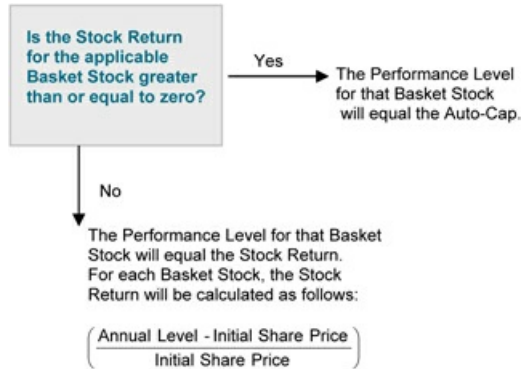 Is the Stock Return
for the applicable
Basket Stock greater
than or equal to zero?
Yes
The Performance Level
for that Basket Stock
will equal the Auto-Cap.
No
The Performance Level for that Basket
Stock will equal the Stock Return.
For each Basket Stock, the Stock
Return will be calculated as follows:
( Annual Level - Initial Share Price
Initial Share Price )